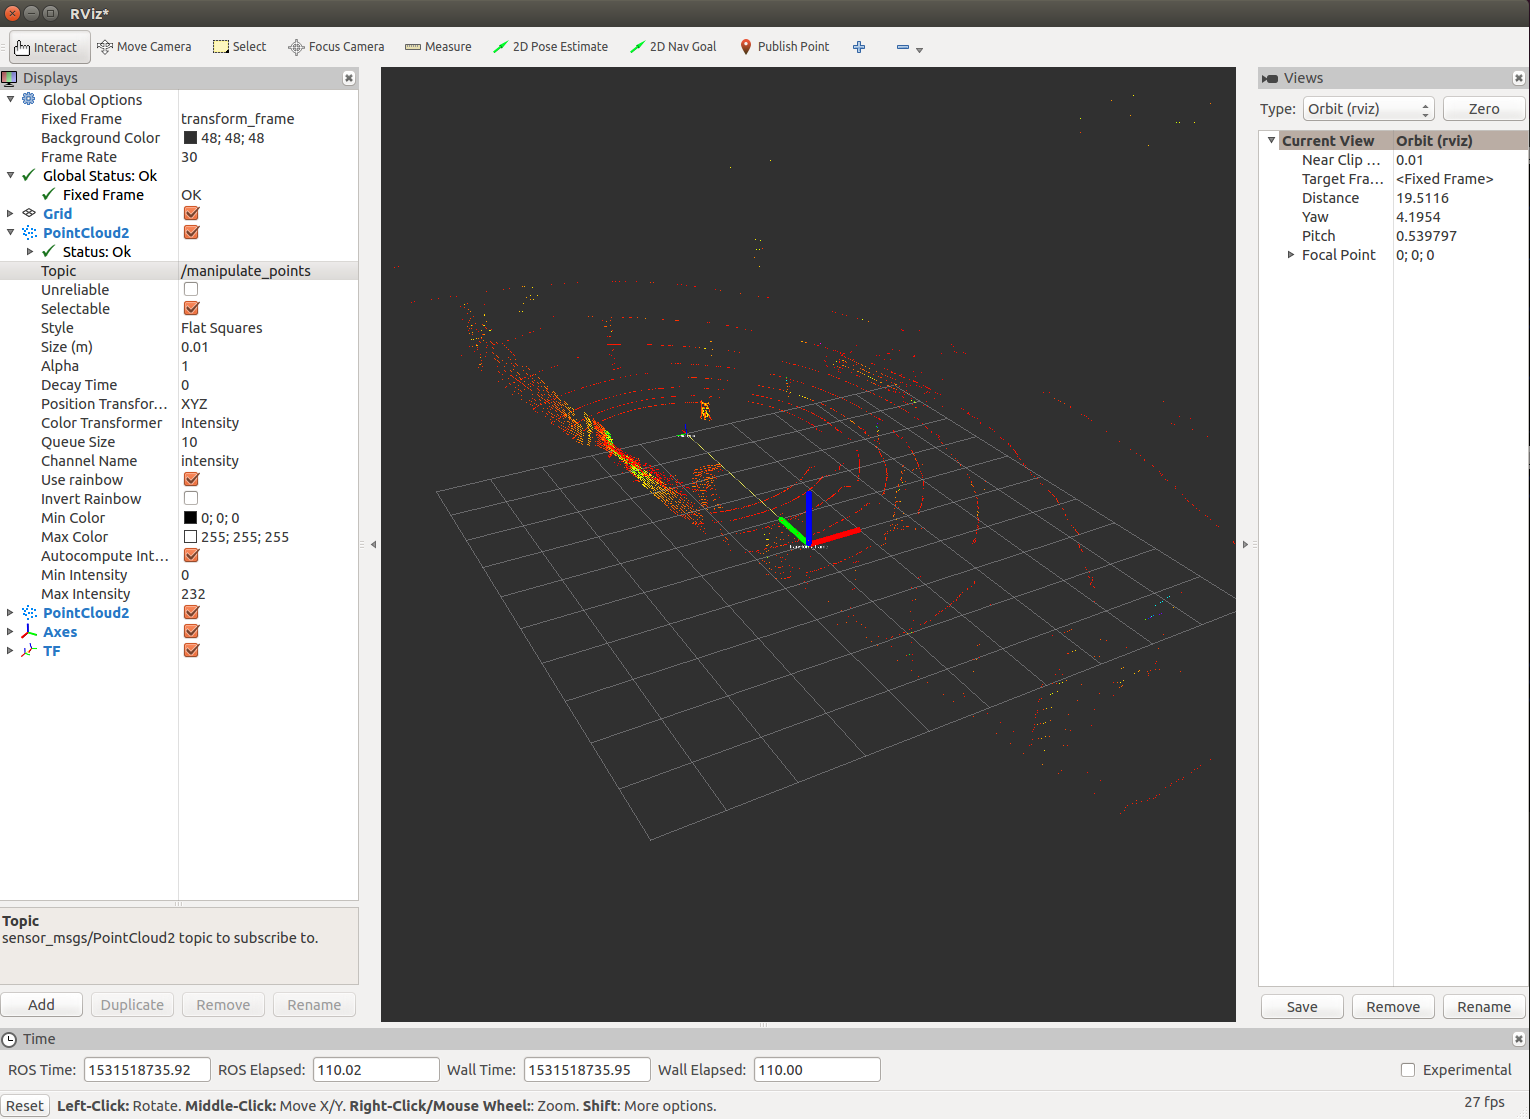 RViz*
Interact Move Camera Select Focus Camera Measure 2D Pose Estimate 2D Nav Goal Publish Point
Displays
Global Options
Fixed Frame transform_frame
Background Color 48; 48; 48
Frame Rate 30
Global Status: Ok
Fixed Frame OK
Grid
PointCloud2
Status: Ok
Topic /manipulate_points
Unreliable
Selectable
Style Flat Squares
Size (m) 0.01
Alpha 1
Decay Time 0
Position Transfor... XYZ
Color Transformer Intensity
Queue Size 10
Channel Name intensity
Use rainbow
Invert Rainbow
Min Color 0; 0; 0
Max Color 255; 255; 255
Autocompute Int...
Min Intensity 0
Max Intensity 232
PointCloud2
Axes
TF
Topic
sensor_msgs/PointCloud2 topic to subscribe to.
Add Duplicate Remove Rename
Views
Type: Orbit (rviz) Zero
Current View Orbit (rviz)
Near Clip ... 0.01
Target Fra... <Fixed Frame>
Distance 19.5116
Yaw 4.1954
Pitch 0.539797
Focal Point 0; 0; 0
Save Remove Rename
Time
ROS Time: 1531518735.92 ROS Elapsed: 110.02 Wall Time: 1531518735.95 Wall Elapsed: 110.00 Experimental
Reset Left-Click: Rotate. Middle-Click: Move X/Y. Right-Click/Mouse Wheel:: Zoom. Shift: More options. 27 fps